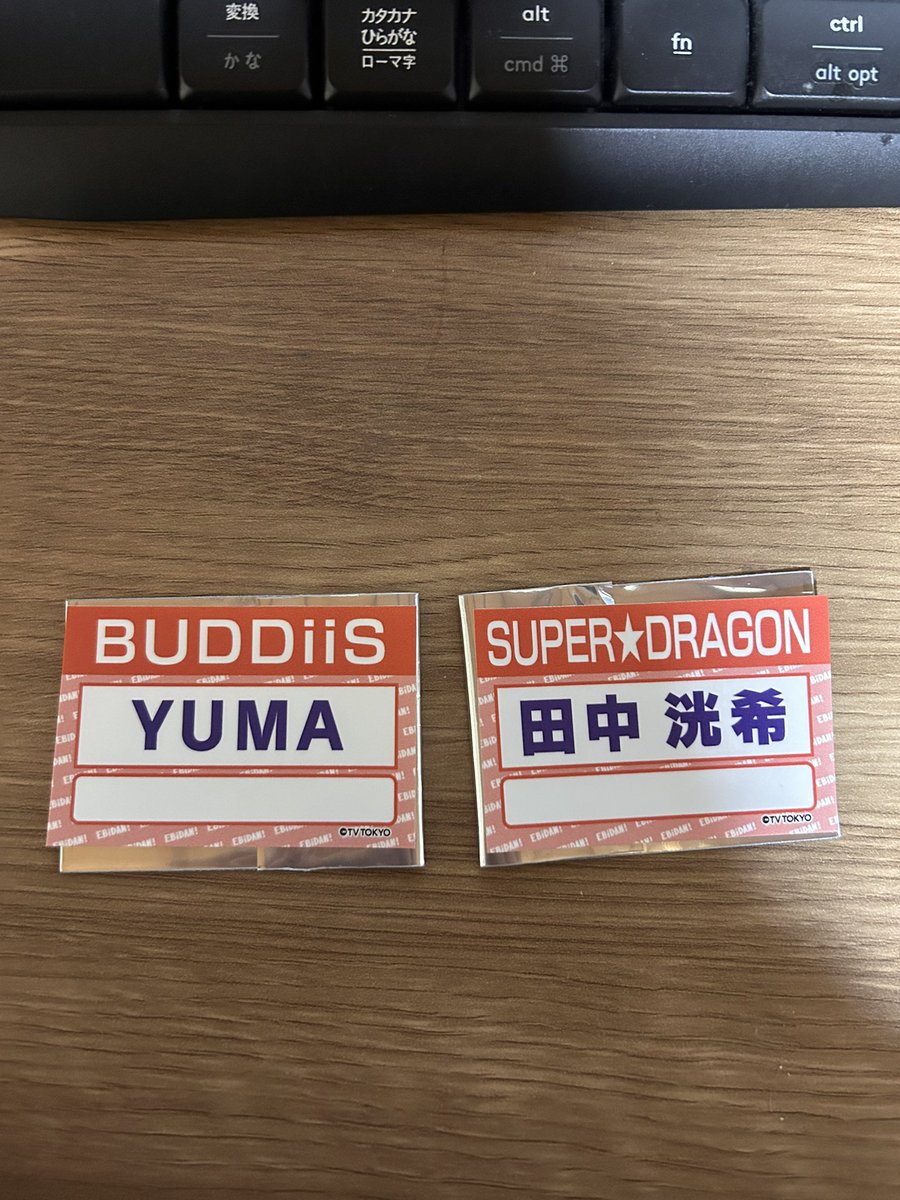 変換
かな
カタカナ
ひらがな
ローマ字
alt
cmd ⌘
fn
ctrl
alt opt
BUDDiiS
YUMA
©TV TOKYO
SUPER★DRAGON
田中 洸希
©TV TOKYO
EBiDAN!